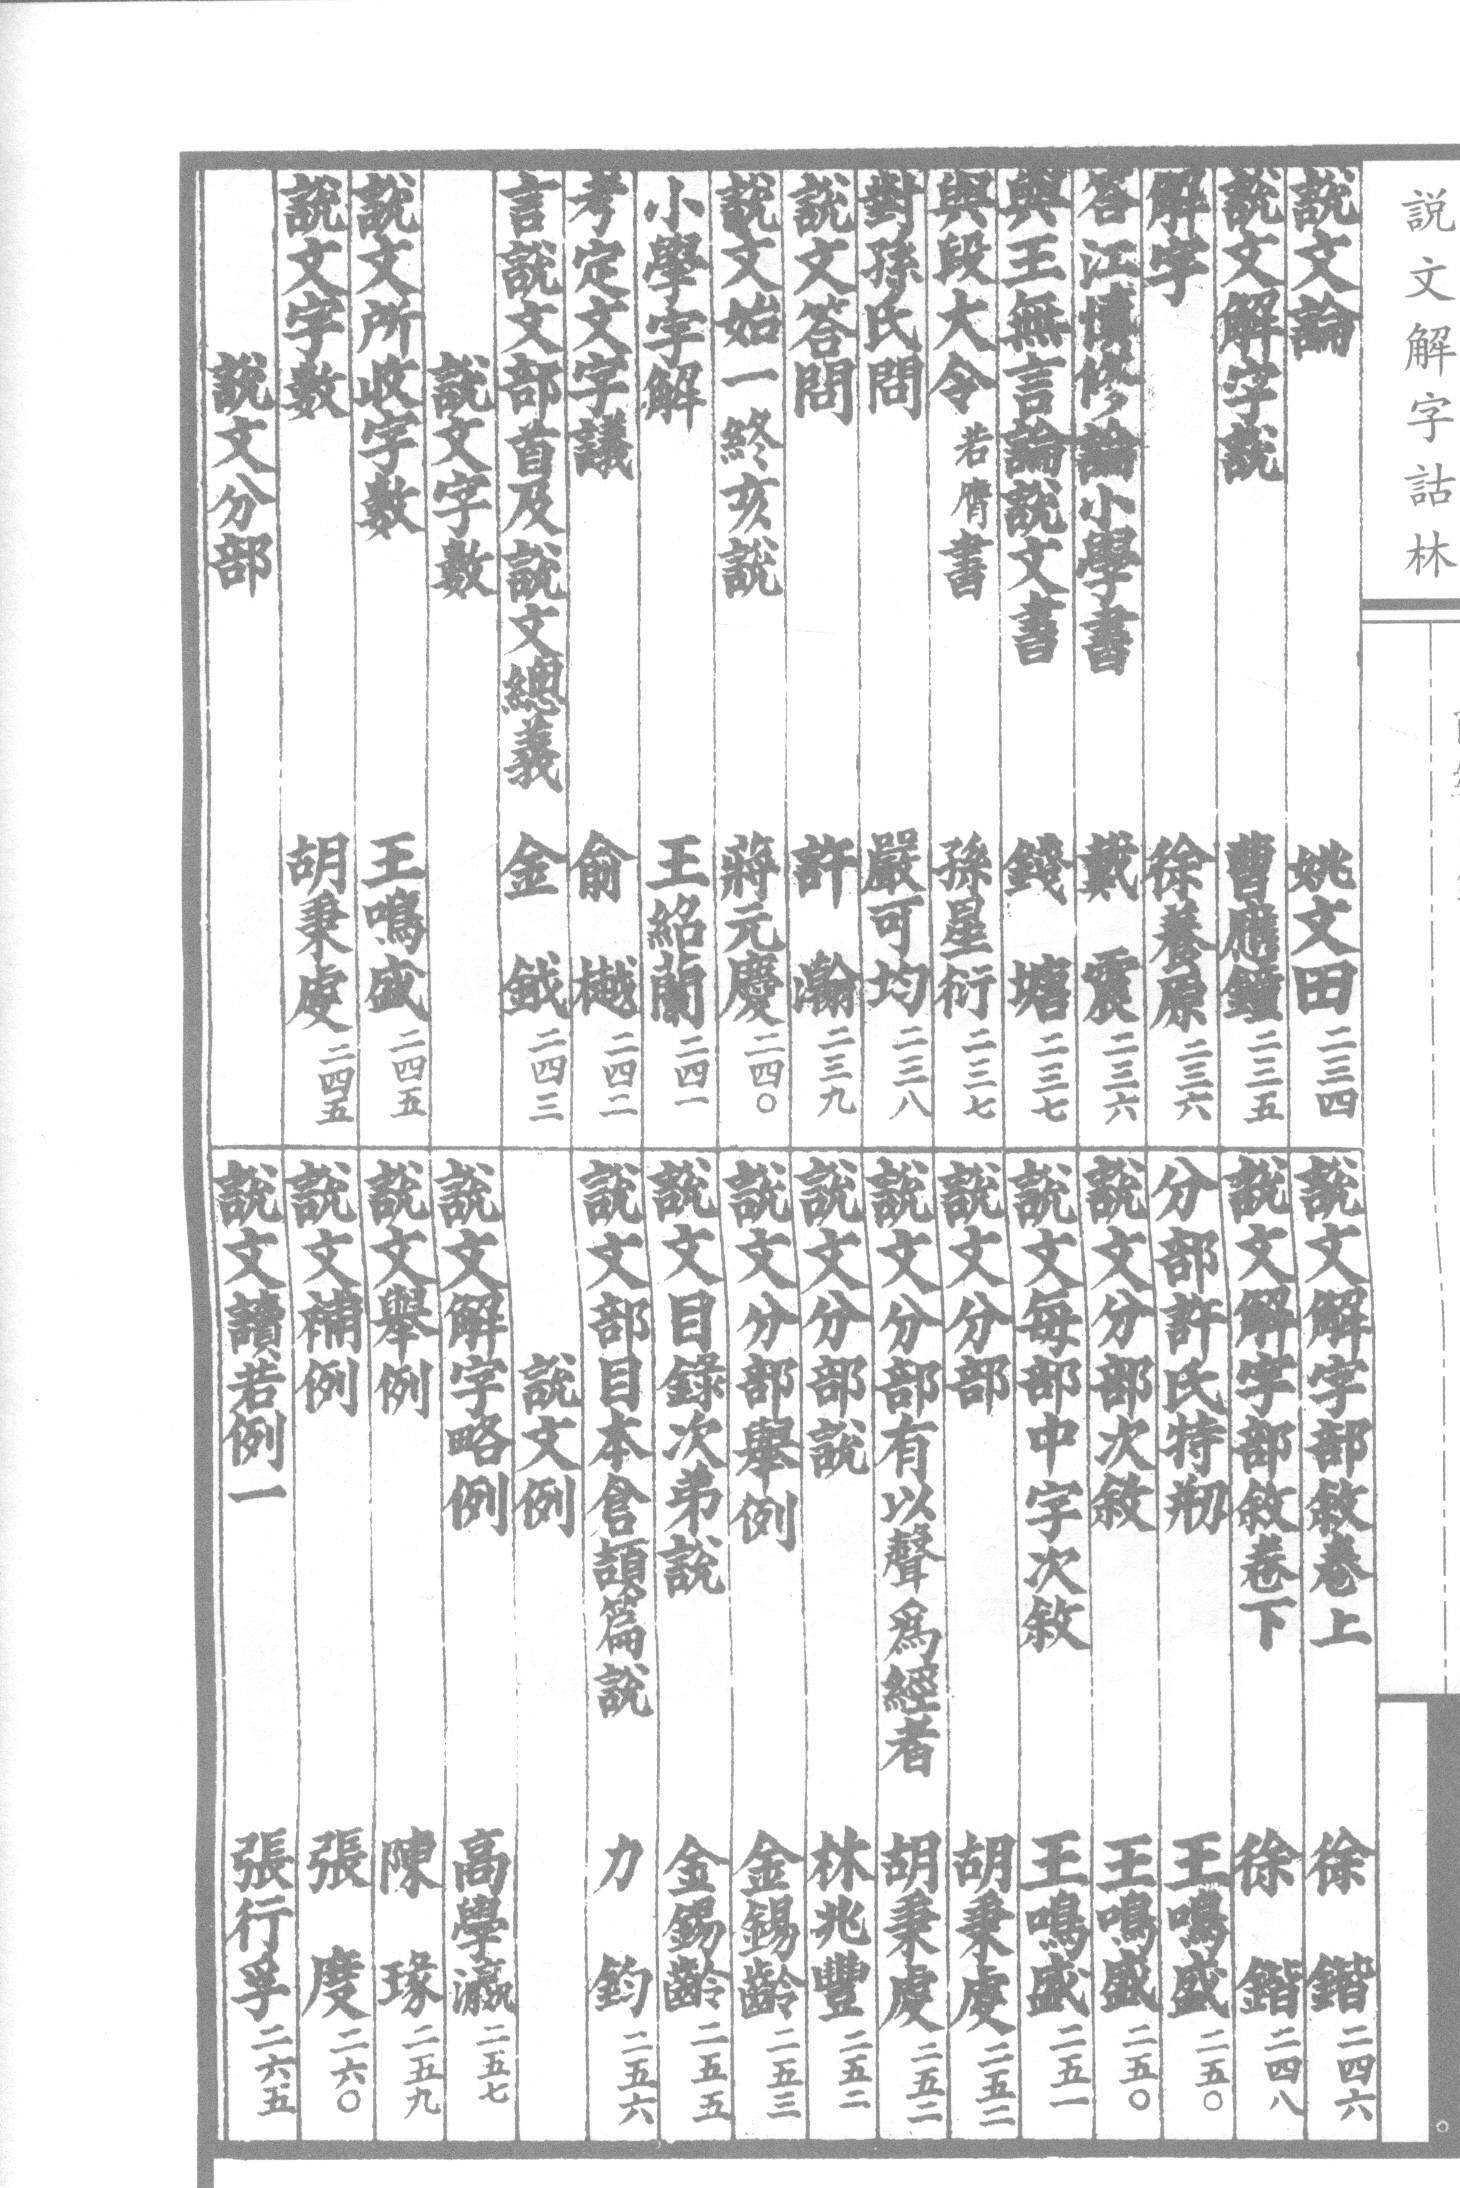 説文解字詁林
說文論 姚文田 二三四
說文解字說 曹應鐘 二三五
解字 徐養原 二三六
答江慎修論小學書 戴震 二三六
與王無言論說文書 錢塘 二三七
與段大令若膺書 孫星衍 二三七
對孫氏問 嚴可均 二三八
說文答問 許瀚 二三九
說文始一終亥說 蔣元慶 二四〇
小學字解 王紹蘭 二四一
考定文字議 俞樾 二四二
言說文部首及說文總義 金鉞 二四三
說文字數
說文所收字數 王鳴盛 二四五
說文字數 胡秉虔 二四五
說文分部
說文解字部敘卷上 徐鍇 二四六
說文解字部敘卷下 徐鍇 二四八
分部許氏特刱 王鳴盛 二五〇
說文分部次敘 王鳴盛 二五〇
說文每部中字次敘 王鳴盛 二五一
說文分部 胡秉虔 二五二
說文分部有以聲爲經者 胡秉虔 二五二
說文分部說 林兆豐 二五二
說文分部舉例 金錫齡 二五三
說文目錄次弟說 金錫齡 二五五
說文部目本倉頡篇說 力鈞 二五六
說文例
說文解字略例 高學瀛 二五七
說文舉例 陳瑑 二五九
說文補例 張度 二六〇
說文讀若例一 張行孚 二六五